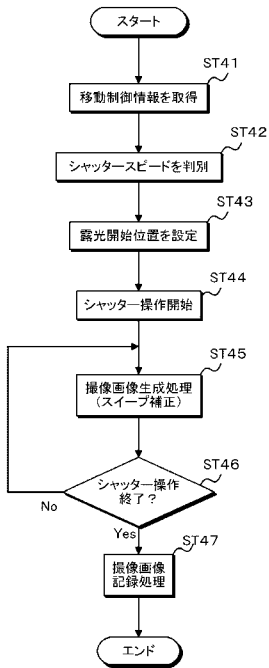 スタート
ST41
移動制御情報を取得
ST42
シャッタースピードを判別
ST43
露光開始位置を設定
ST44
シャッター操作開始
ST45
撮像画像生成処理
(スイープ補正)
ST46
シャッター操作
終了?
No
Yes
ST47
撮像画像
記録処理
エンド